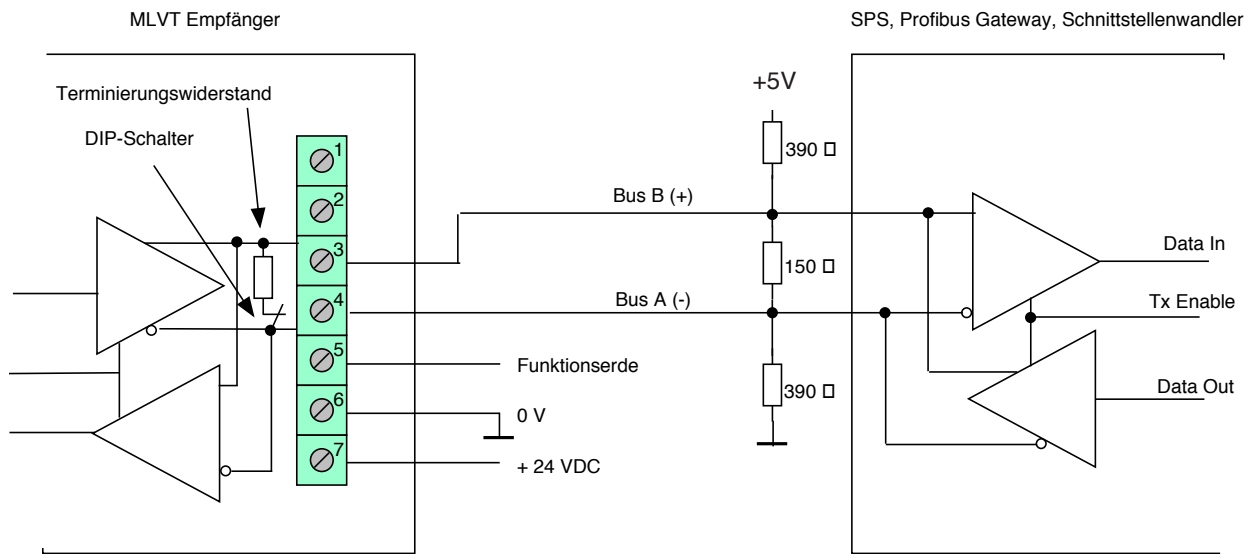 MLVT Empfänger
SPS, Profibus Gateway, Schnittstellenwandler
Terminierungswiderstand
DIP-Schalter
+5V
1
2
3
4
5
6
7
390 □
150 □
390 □
Bus B (+)
Bus A (-)
Funktionserde
0 V
+ 24 VDC
Data In
Tx Enable
Data Out